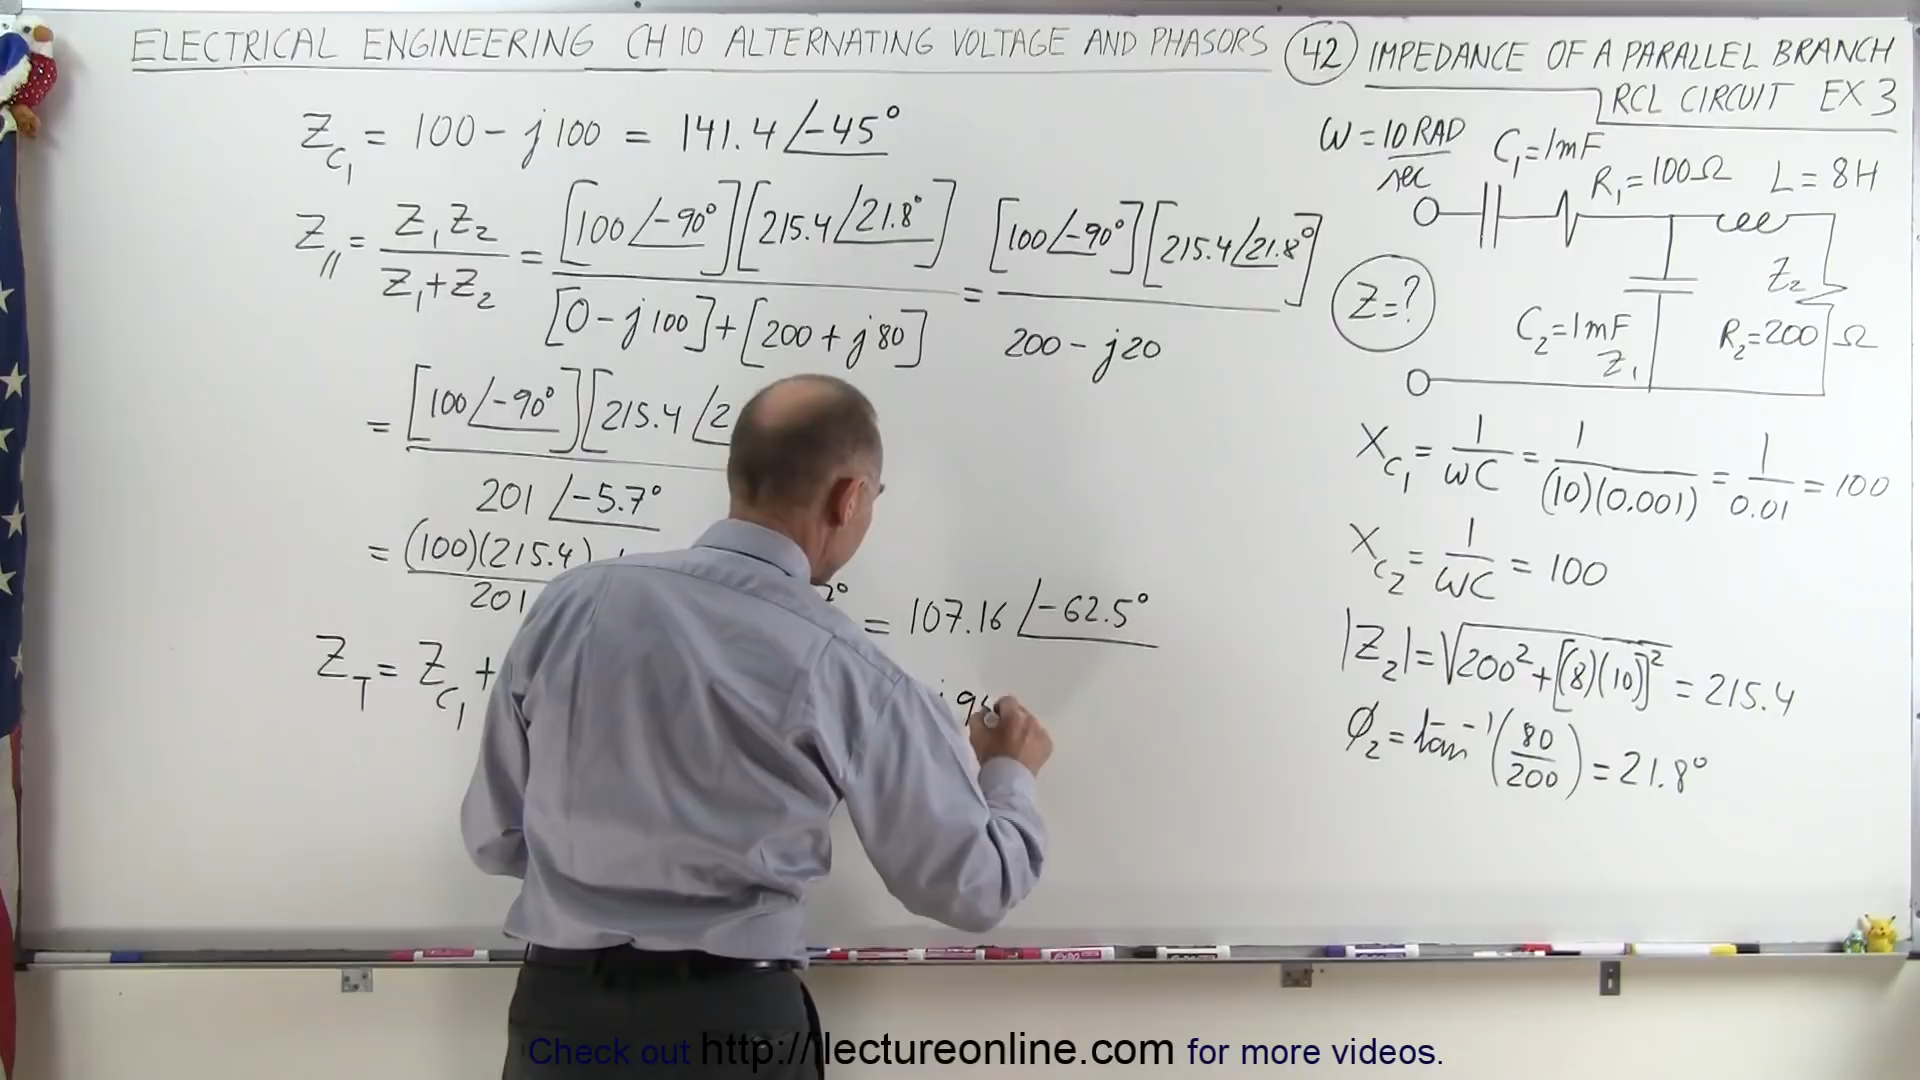 ELECTRICAL ENGINEERING CH 10 ALTERNATING VOLTAGE AND PHASORS (42) IMPEDANCE OF A PARALLEL BRANCH
RCL CIRCUIT EX 3
Z_C1 = 100 - j100 = 141.4 ∠-45°
Z_// = Z1Z2 / (Z1+Z2) = [100 ∠-90°][215.4 ∠21.8°] / ([0 - j100] + [200 + j80]) = [100 ∠-90°][215.4 ∠21.8°] / (200 - j20)
= [100 ∠-90°][215.4 ∠2 / 201 ∠-5.7°
= (100)(215.4) / 201 2° = 107.16 ∠-62.5°
Z_T = Z_C1 + j 9
ω = 10 RAD/sec
C1 = 1mF
R1 = 100Ω
L = 8H
Z = ?
Z2
C2 = 1mF
Z1
R2 = 200 Ω
X_C1 = 1/ωC = 1/(10)(0.001) = 1/0.01 = 100
X_C2 = 1/ωC = 100
|Z2| = √200² + [(8)(10)]² = 215.4
φ2 = tan⁻¹(80/200) = 21.8°
Check out http://ilectureonline.com for more videos.